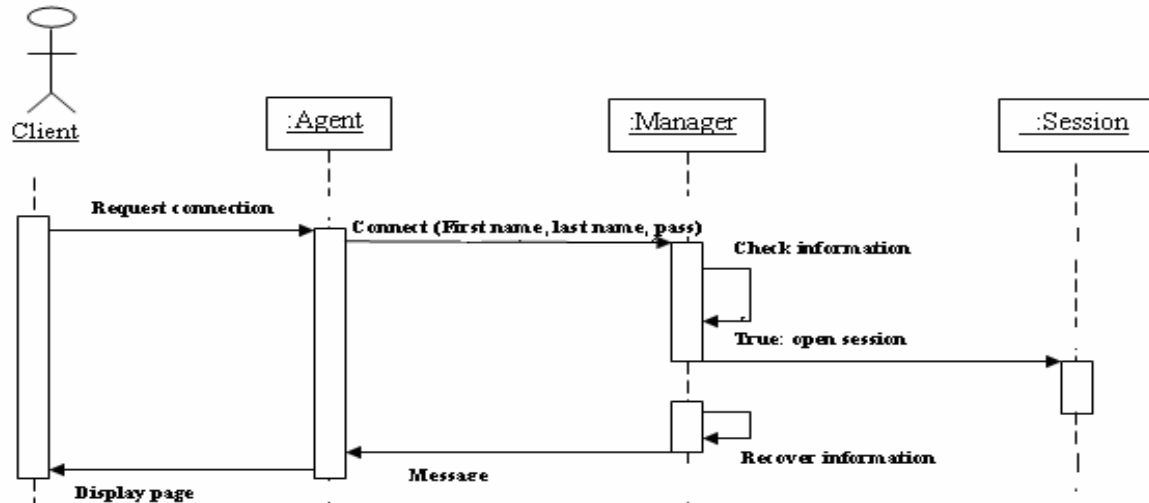 Client
:Agent
:Manager
:Session
Request connection
Connect (First name, last name, pass)
Check information
True: open session
Recover information
Message
Display page